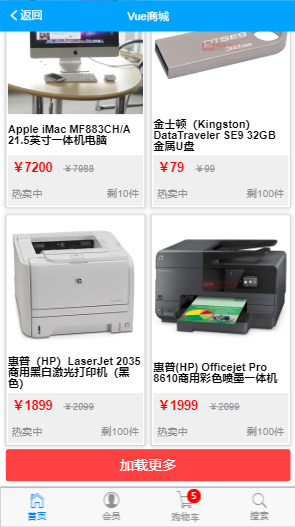 返回
Vue商城
Apple iMac MF883CH/A
21.5英寸一体机电脑
￥7200 ￥7988
热卖中 剩10件
金士顿（Kingston）
DataTraveler SE9 32GB
金属U盘
￥79 ￥99
热卖中 剩100件
惠普（HP）LaserJet 2035
商用黑白激光打印机（黑
色）
￥1899 ￥2099
热卖中 剩100件
惠普(HP) Officejet Pro
8610商用彩色喷墨一体机
￥1999 ￥2099
热卖中 剩100件
加载更多
5
首页 会员 购物车 搜索